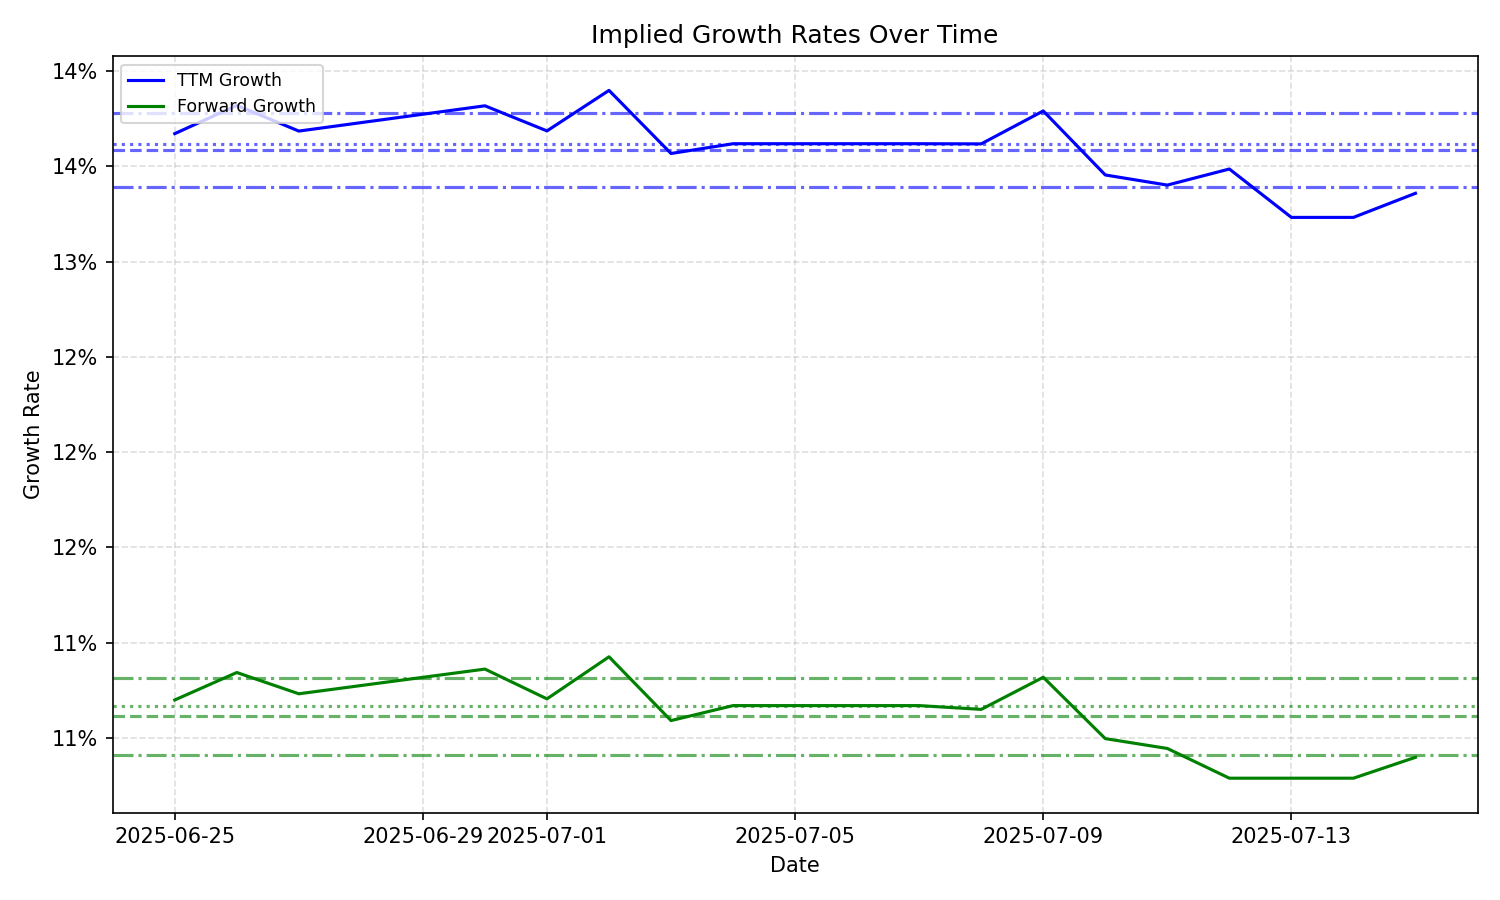 Implied Growth Rates Over Time
TTM Growth
Forward Growth
14%
14%
13%
12%
12%
12%
11%
11%
Growth Rate
2025-06-25
2025-06-29
2025-07-01
2025-07-05
2025-07-09
2025-07-13
Date